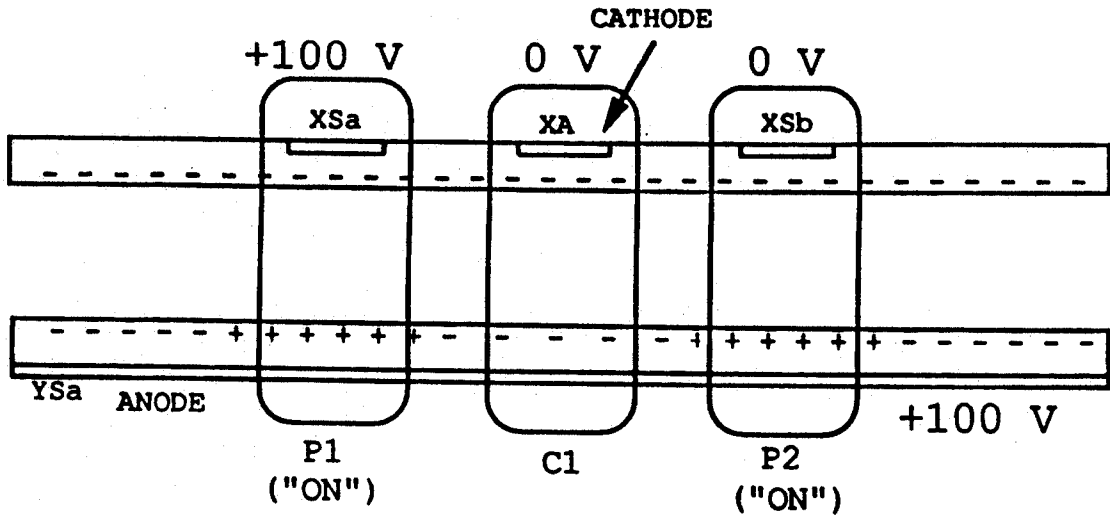 CATHODE
+100 V 0 V 0 V
XSa XA XSb
- - - - - - - - - - - - - - - - - - - - - - - - - - - - -
- - - - - + + + + + + - - - - - - + + + + + + - - - - - -
YSa ANODE +100 V
P1 C1 P2
("ON") ("ON")